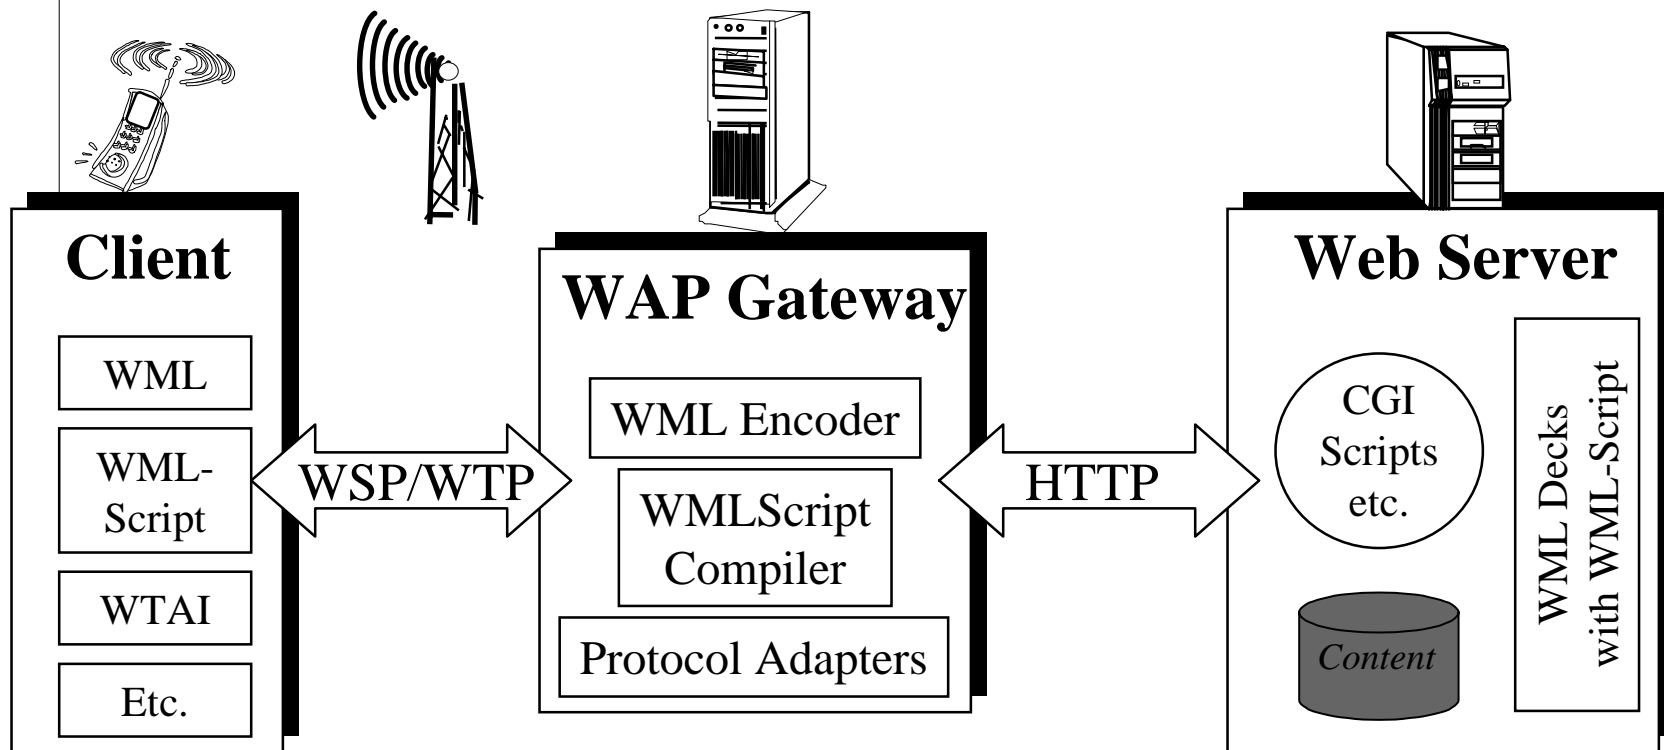 Client
WML
WML-
Script
WTAI
Etc.
WSP/WTP
WAP Gateway
WML Encoder
WMLScript
Compiler
Protocol Adapters
HTTP
Web Server
CGI
Scripts
etc.
Content
WML Decks
with WML-Script